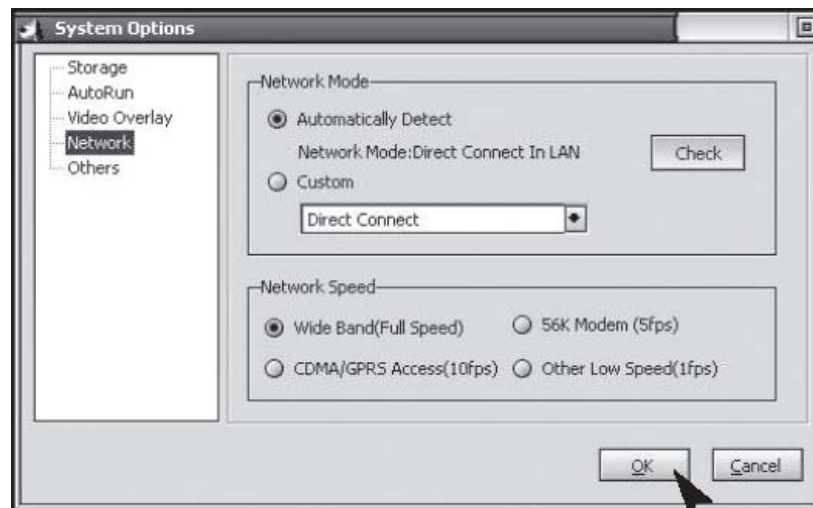 System Options
Storage
AutoRun
Video Overlay
Network
Others
Network Mode
Automatically Detect
Network Mode:Direct Connect In LAN
Check
Custom
Direct Connect
Network Speed
Wide Band(Full Speed)
56K Modem (5fps)
CDMA/GPRS Access(10fps)
Other Low Speed(1fps)
OK
Cancel